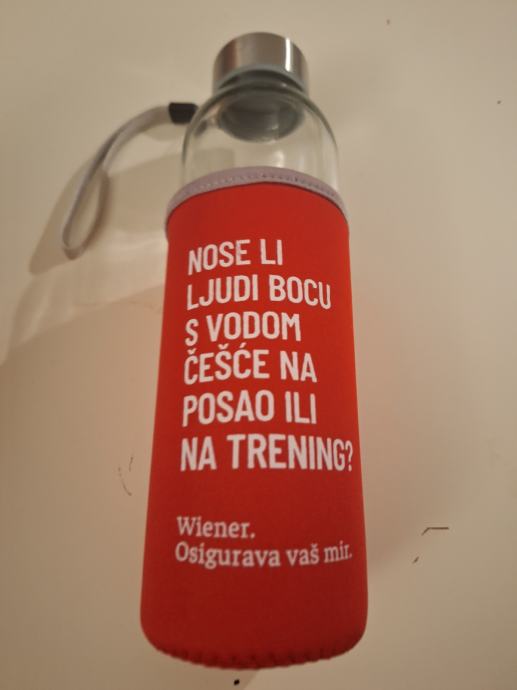 NOSE LI
LJUDI BOCU
S VODOM
ČEŠĆE NA
POSAO ILI
NA TRENING?
Wiener.
Osigurava vaš mir.